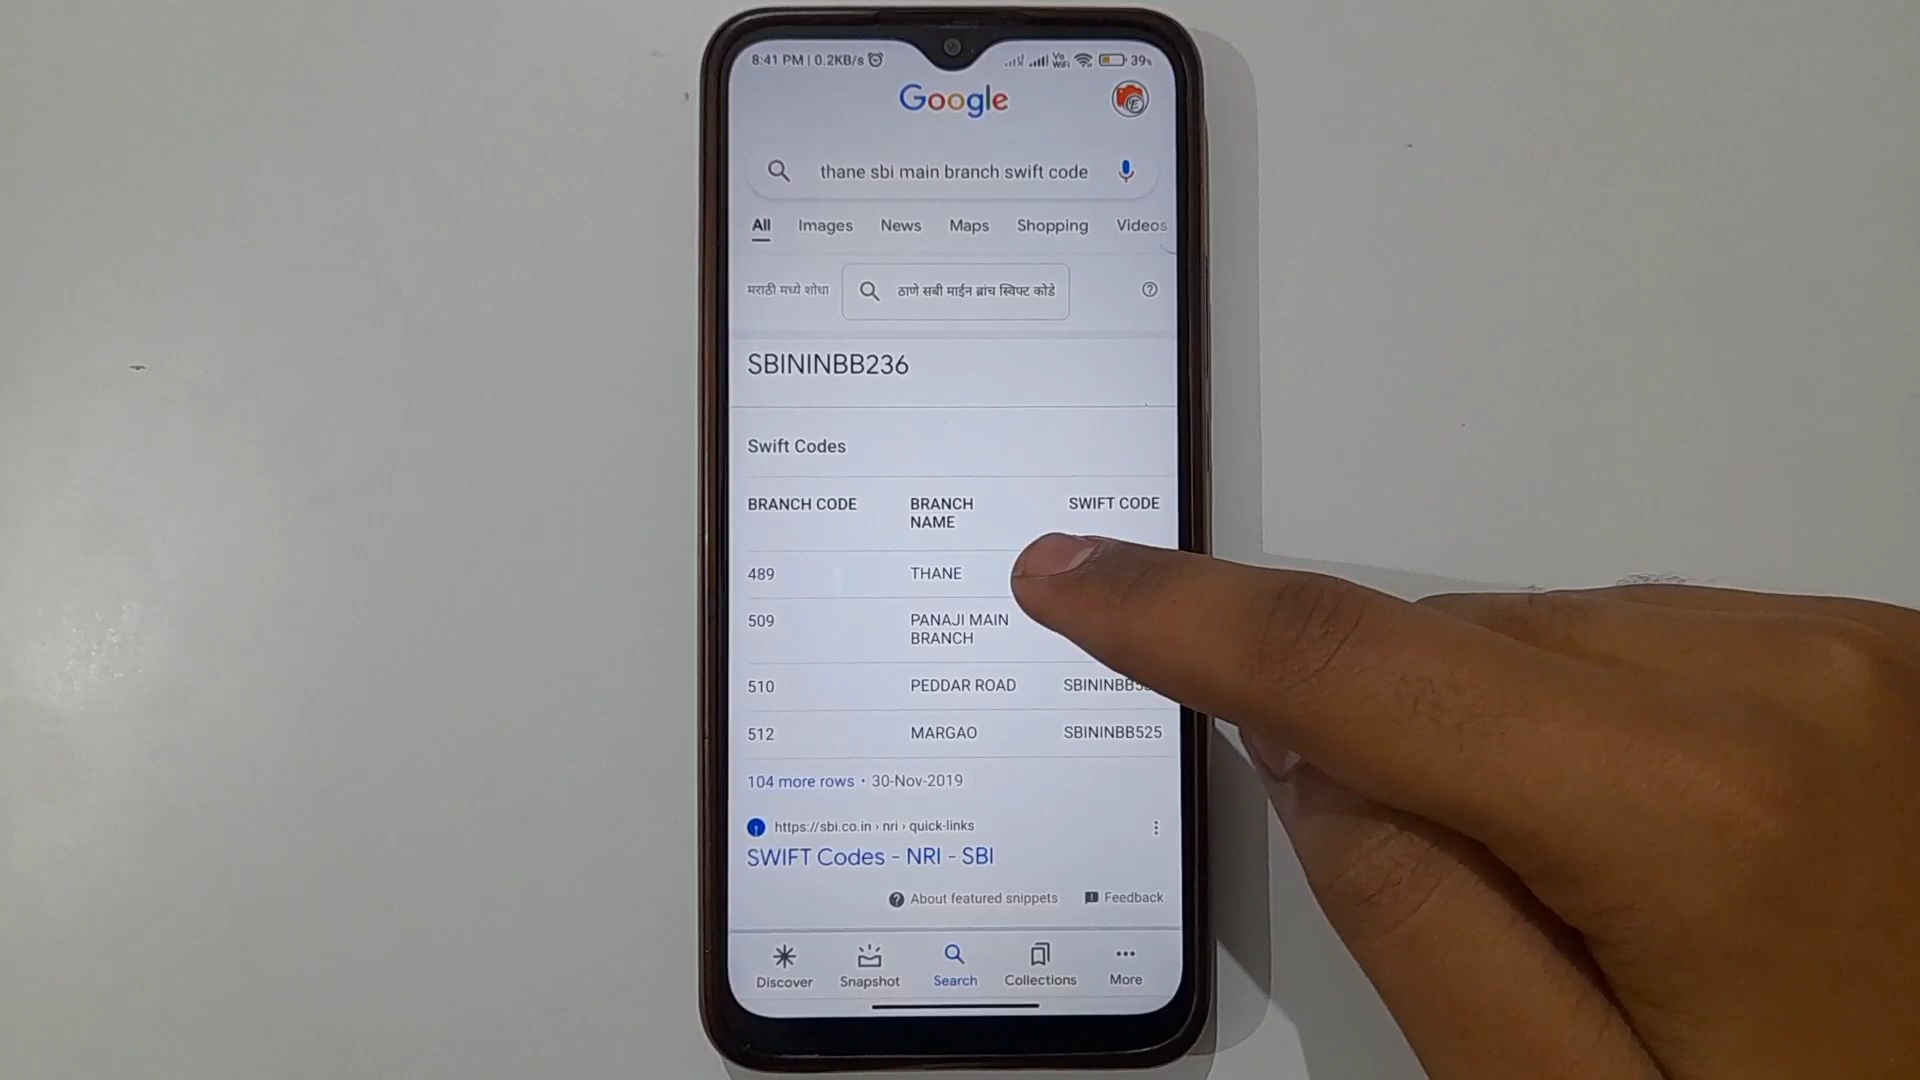 8:41 PM | 0.2KB/s
Vo WiFi
39%
Google
thane sbi main branch swift code
All Images News Maps Shopping Videos
मराठी मध्ये शोधा
ठाणे सबी माईन ब्रांच स्विफ्ट कोडे
SBININBB236
Swift Codes
BRANCH CODE BRANCH NAME SWIFT CODE
489 THANE
509 PANAJI MAIN BRANCH
510 PEDDAR ROAD
512 MARGAO SBININBB525
104 more rows • 30-Nov-2019
https://sbi.co.in › nri › quick-links
SWIFT Codes - NRI - SBI
About featured snippets Feedback
Discover Snapshot Search Collections More